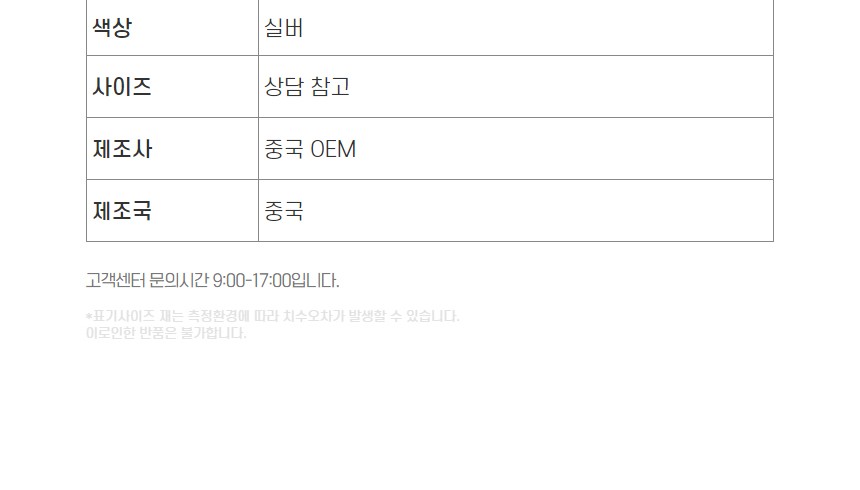 색상 실버
사이즈 상담 참고
제조사 중국 OEM
제조국 중국
고객센터 문의시간 9:00-17:00입니다.
*표기사이즈 재는 측정환경에 따라 치수오차가 발생할 수 있습니다.
이로인한 반품은 불가합니다.